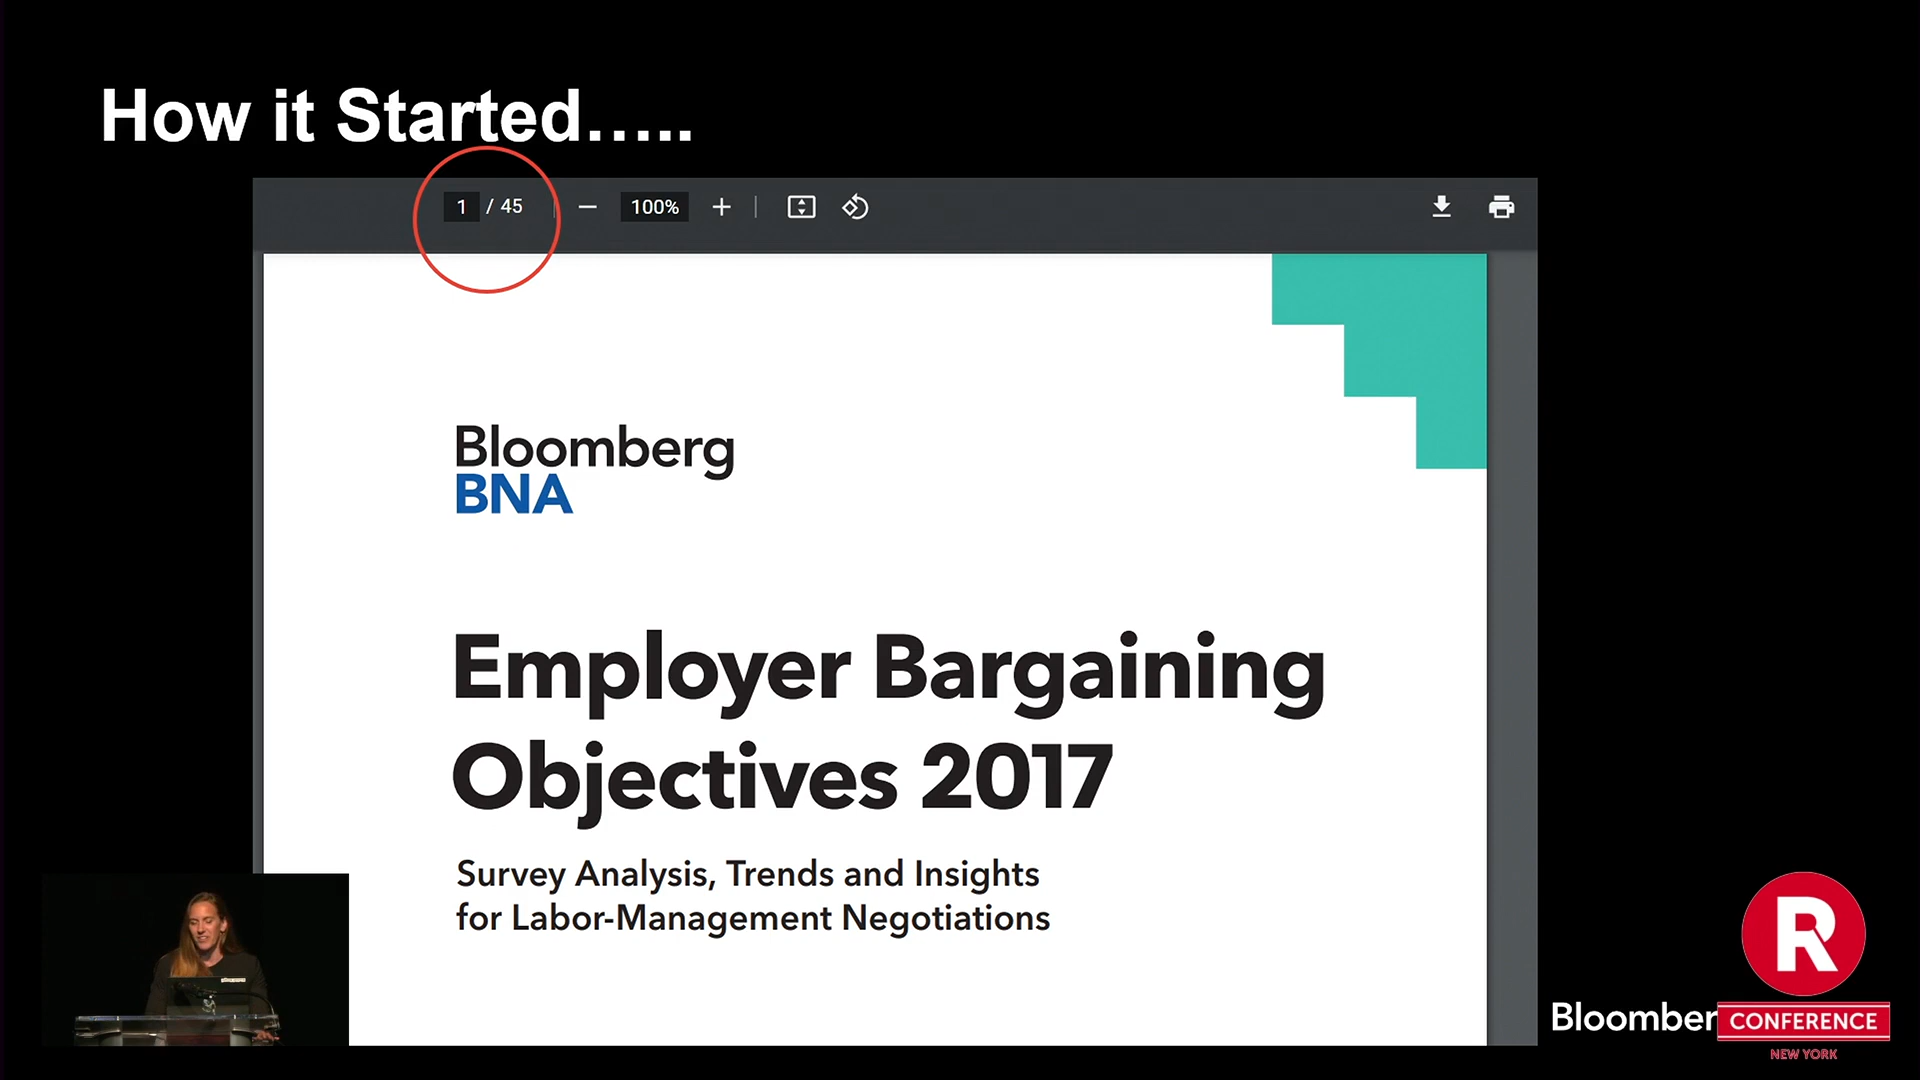 How it Started.....
1 / 45
100%
Bloomberg
BNA
Employer Bargaining
Objectives 2017
Survey Analysis, Trends and Insights
for Labor-Management Negotiations
Bloomber
R
CONFERENCE
NEW YORK